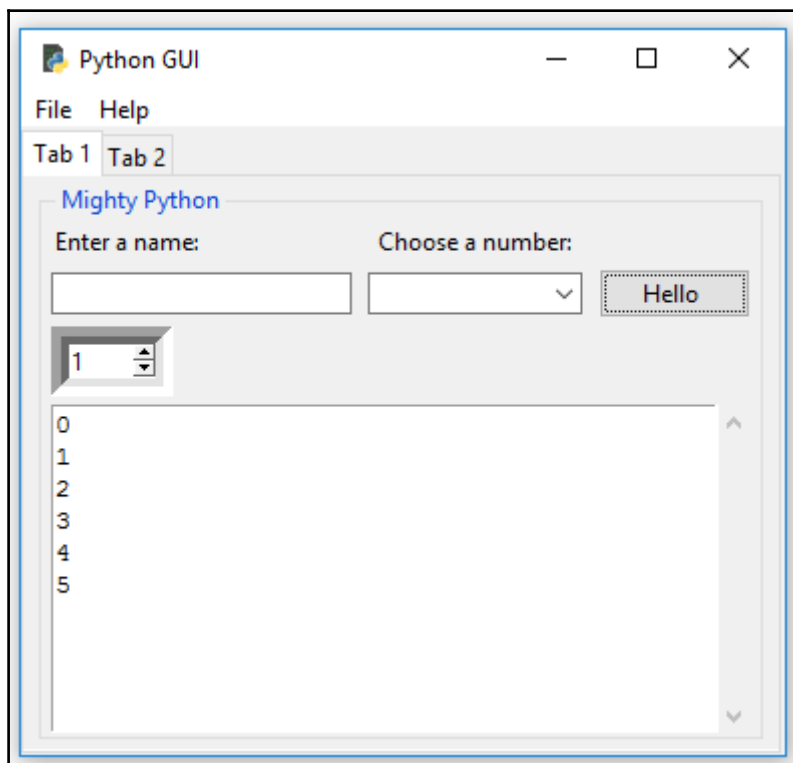 Python GUI
File Help
Tab 1 Tab 2
Mighty Python
Enter a name: Choose a number:
Hello
1
0
1
2
3
4
5